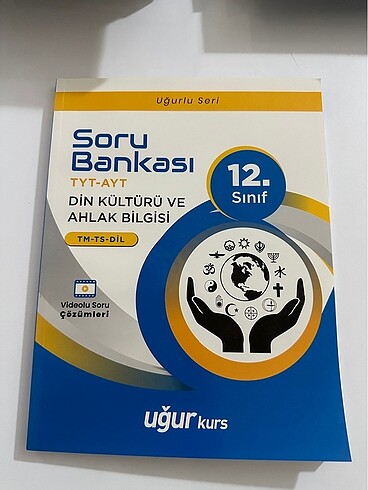 Uğurlu Seri
Soru
Bankası
TYT-AYT
DİN KÜLTÜRÜ VE
AHLAK BİLGİSİ
TM-TS-DİL
12.
Sınıf
Videolu Soru
Çözümleri
uğur kurs